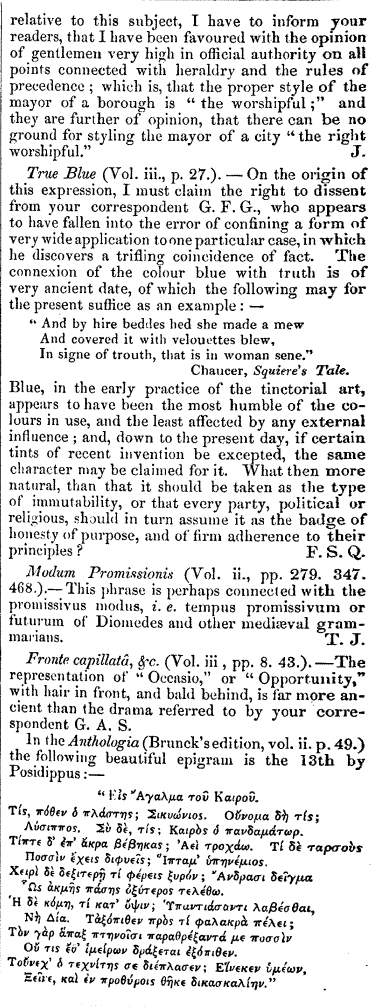 relative to this subject, I have to inform your
readers, that I have been favoured with the opinion
of gentlemen very high in official authority on all
points connected with heraldry and the rules of
precedence ; which is, that the proper style of the
mayor of a borough is “ the worshipful ;” and
they are further of opinion, that there can be no
ground for styling the mayor of a city “ the right
worshipful.” J.
True Blue (Vol. iii., p. 27.). — On the origin of
this expression, I must claim the right to dissent
from your correspondent G. F. G., who appears
to have fallen into the error of confining a form of
very wide application to one particular case, in which
he discovers a trifling coincidence of fact. The
connexion of the colour blue with truth is of
very ancient date, of which the following may for
the present suffice as an example : —
“ And by hire beddes hed she made a mew
And covered it with velouettes blew,
In signe of trouth, that is in woman sene.”
Chaucer, Squiere's Tale.
Blue, in the early practice of the tinctorial art,
appears to have been the most humble of the co-
lours in use, and the least affected by any external
influence ; and, down to the present day, if certain
tints of recent invention be excepted, the same
character may be claimed for it. What then more
natural, than that it should be taken as the type
of immutability, or that every party, political or
religious, should in turn assume it as the badge of
honesty of purpose, and of firm adherence to their
principles ? F. S. Q.
Modum Promissionis (Vol. ii., pp. 279. 347.
468.).— This phrase is perhaps connected with the
promissivus modus, i. e. tempus promissivum or
futurum of Diomedes and other mediæval gram-
marians. T. J.
Fronte capillatâ, &c. (Vol. iii, pp. 8. 43.).—The
representation of “ Occasio,” or “ Opportunity,”
with hair in front, and bald behind, is far more an-
cient than the drama referred to by your corre-
spondent G. A. S.
In the Anthologia (Brunck's edition, vol. ii. p. 49.)
the following beautiful epigram is the 13th by
Posidippus :—
“ Εἰς Ἄγαλμα τοῦ Καιροῦ.
Τίς, πόθεν ὁ πλάστης ; Σικυώνιος. Οὔνομα δὴ τίς ;
Λύσιππος. Σὺ δὲ, τίς ; Καιρὸς ὁ πανδαμάτωρ.
Τίπτε δ' ἐπ' ἄκρα βέβηκας ; Ἀεὶ τροχάω. Τί δὲ ταρσοὺς
Ποσσὶν ἔχεις διφυεῖς ; Ἵπταμ' ὑπηνέμιος.
Χειρὶ δὲ δεξιτερῇ τί φέρεις ξυρόν ; Ἀνδράσι δεῖγμα
Ὡς ἀκμῆς πάσης ὀξύτερος τελέθω.
Ἡ δὲ κόμη, τί κατ' ὄψιν ; Ὑπαντιάσαντι λαβέσθαι,
Νὴ Δία. Τἀξόπιθεν πρὸς τί φαλακρὰ πέλει ;
Τὸν γὰρ ἅπαξ πτηνοῖσι παραθρέξαντά με ποσσὶν
Οὔ τις ἔθ' ἱμείρων δράξεται ἐξόπιθεν.
Τοὔνεχ' ὁ τεχνίτης σε διέπλασεν ; Εἵνεκεν ὑμέων,
Ξεῖνε, καὶ ἐν προθύροις θῆκε διδασκαλίην.”